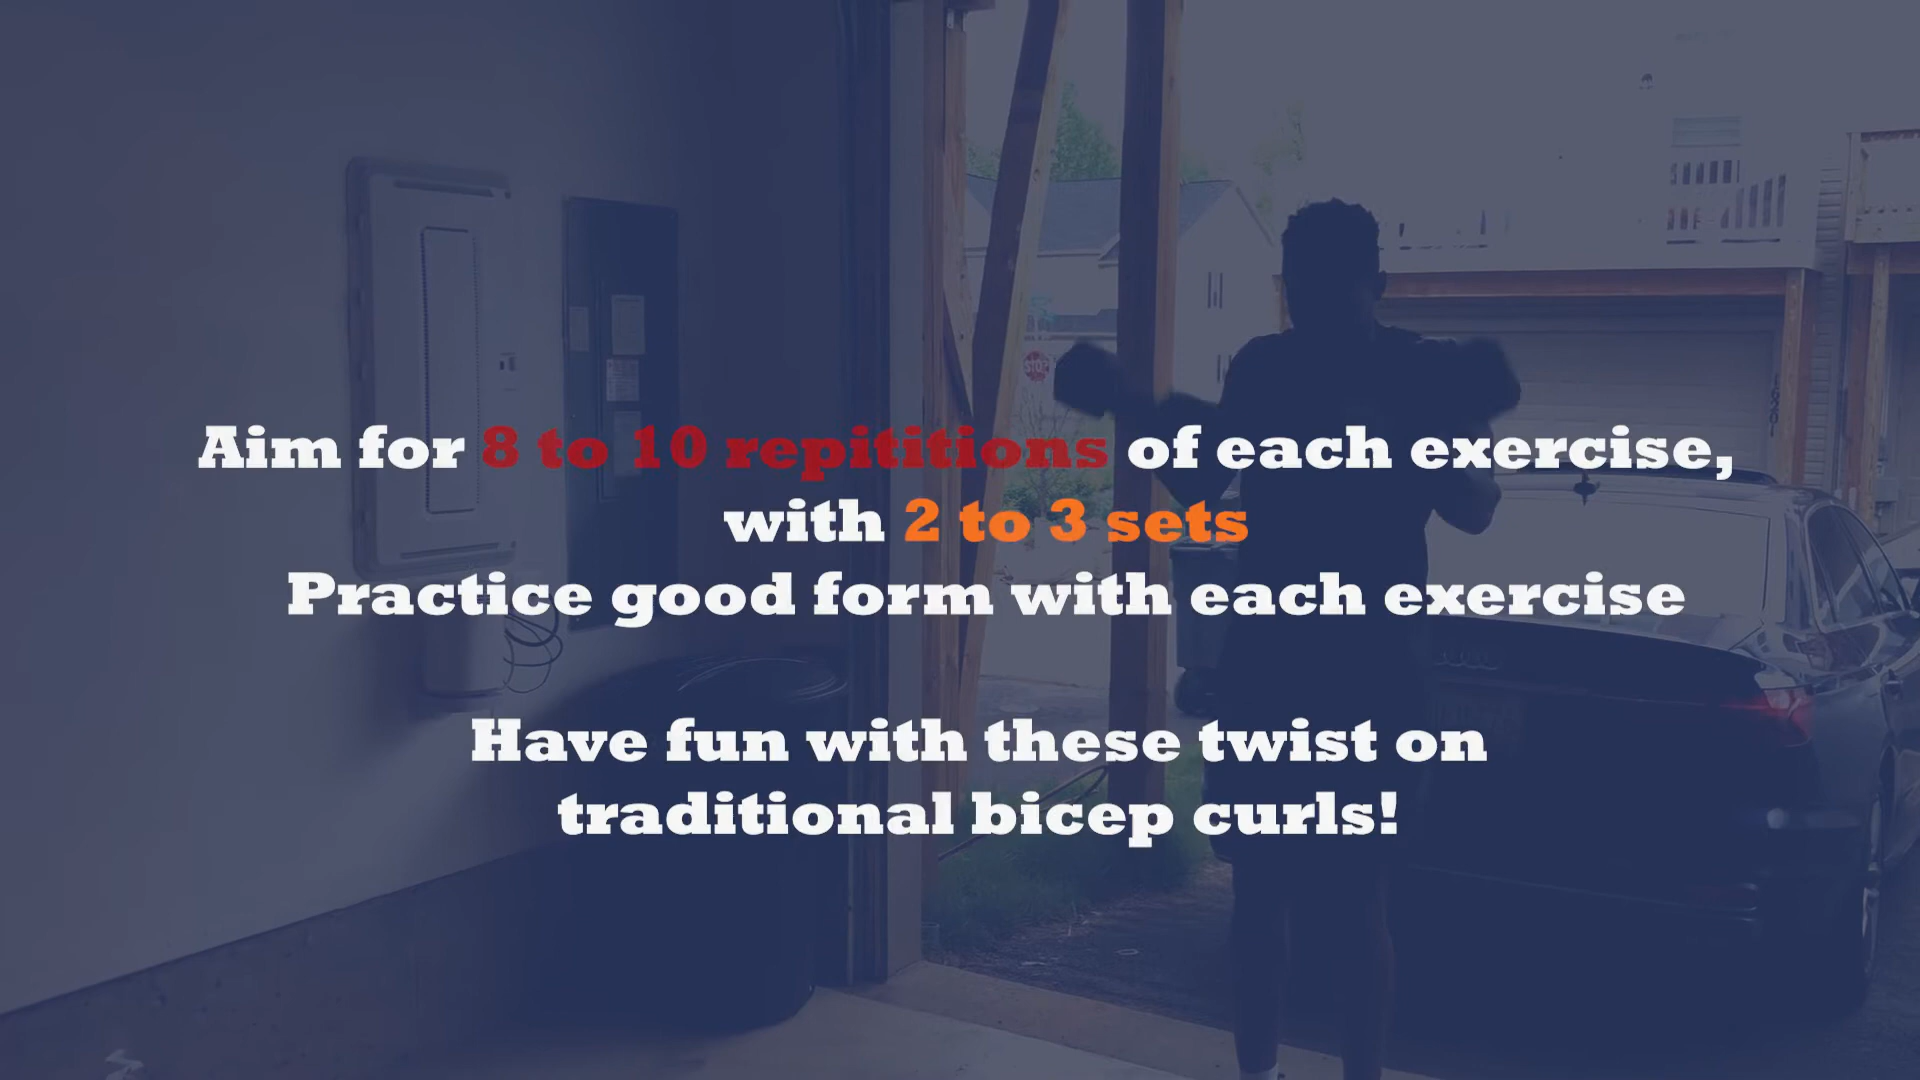 STOP
Aim for 8 to 10 repititions of each exercise,
with 2 to 3 sets
Practice good form with each exercise
Have fun with these twist on
traditional bicep curls!